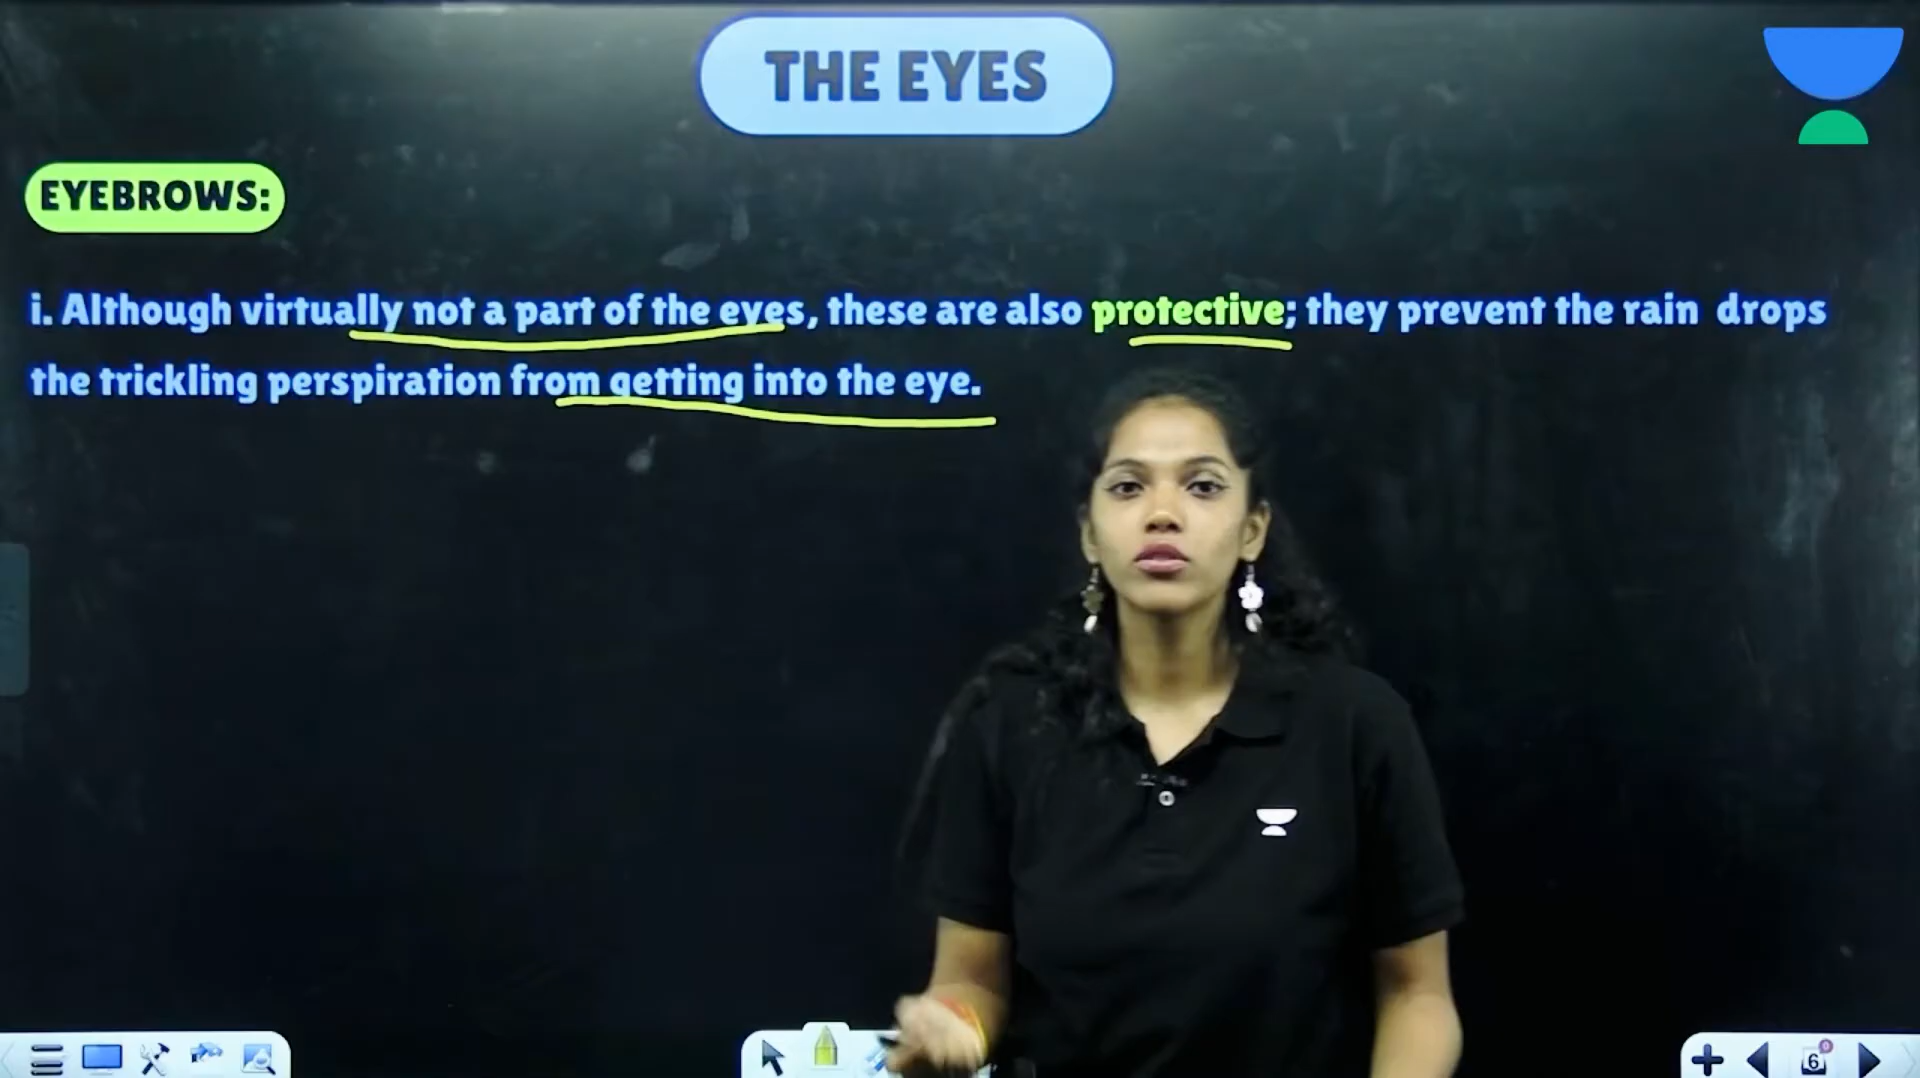 THE EYES
EYEBROWS:
i. Although virtually not a part of the eyes, these are also protective; they prevent the rain drops
the trickling perspiration from getting into the eye.
6
0